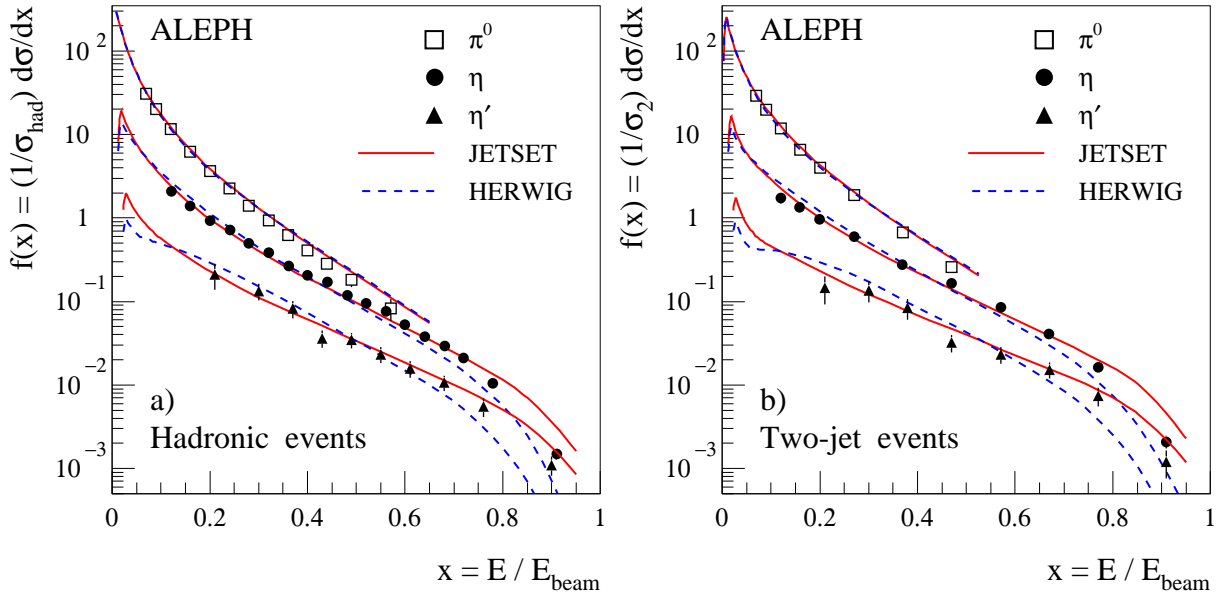 f(x) = (1/σ_had) dσ/dx
ALEPH
π⁰
η
η′
JETSET
HERWIG
10²
10
1
10⁻¹
10⁻²
10⁻³
a)
Hadronic events
0 0.2 0.4 0.6 0.8 1
x = E / E_beam
f(x) = (1/σ₂) dσ/dx
ALEPH
π⁰
η
η′
JETSET
HERWIG
10²
10
1
10⁻¹
10⁻²
10⁻³
b)
Two-jet events
0 0.2 0.4 0.6 0.8 1
x = E / E_beam